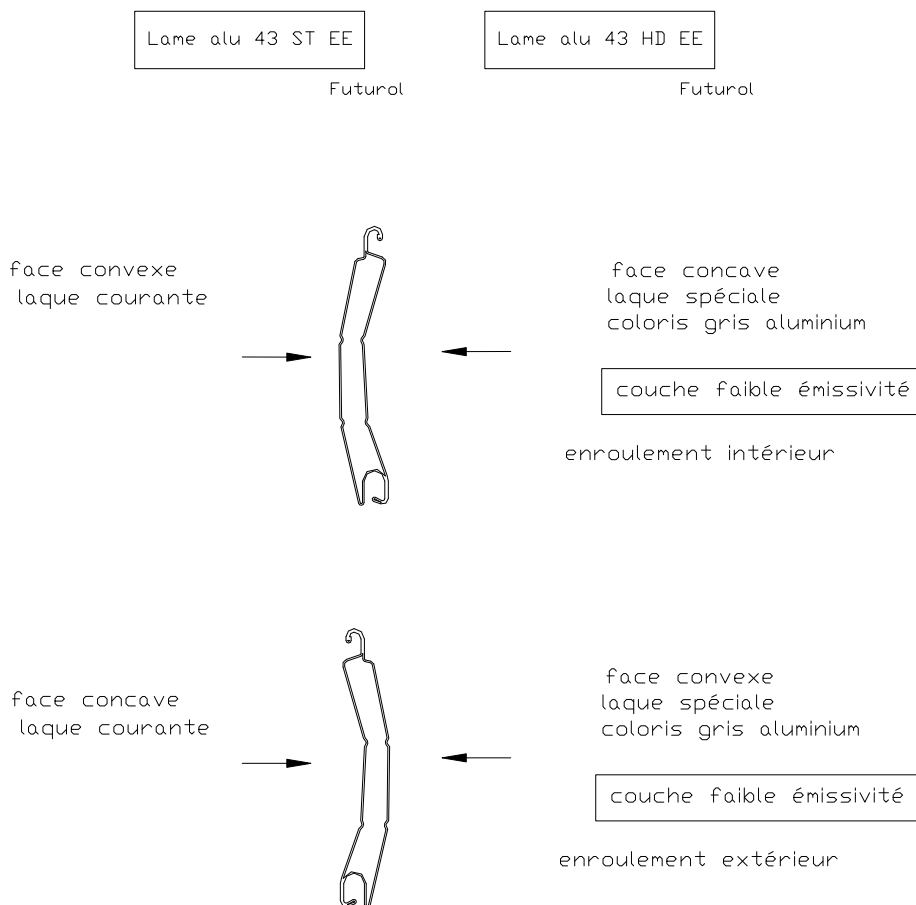 Lame alu 43 ST EE
Lame alu 43 HD EE
Futurol
Futurol
face convexe
laque courante
face concave
laque spéciale
coloris gris aluminium
couche faible émissivité
enroulement intérieur
face concave
laque courante
face convexe
laque spéciale
coloris gris aluminium
couche faible émissivité
enroulement extérieur